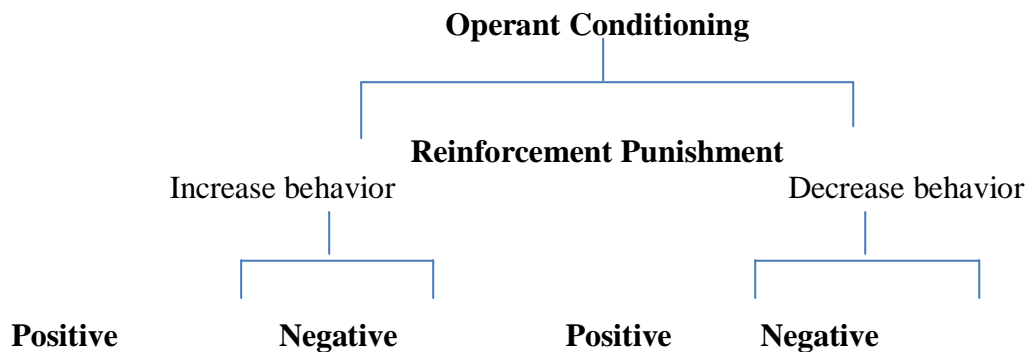 Operant Conditioning
Reinforcement Punishment
Increase behavior Decrease behavior
Positive Negative Positive Negative